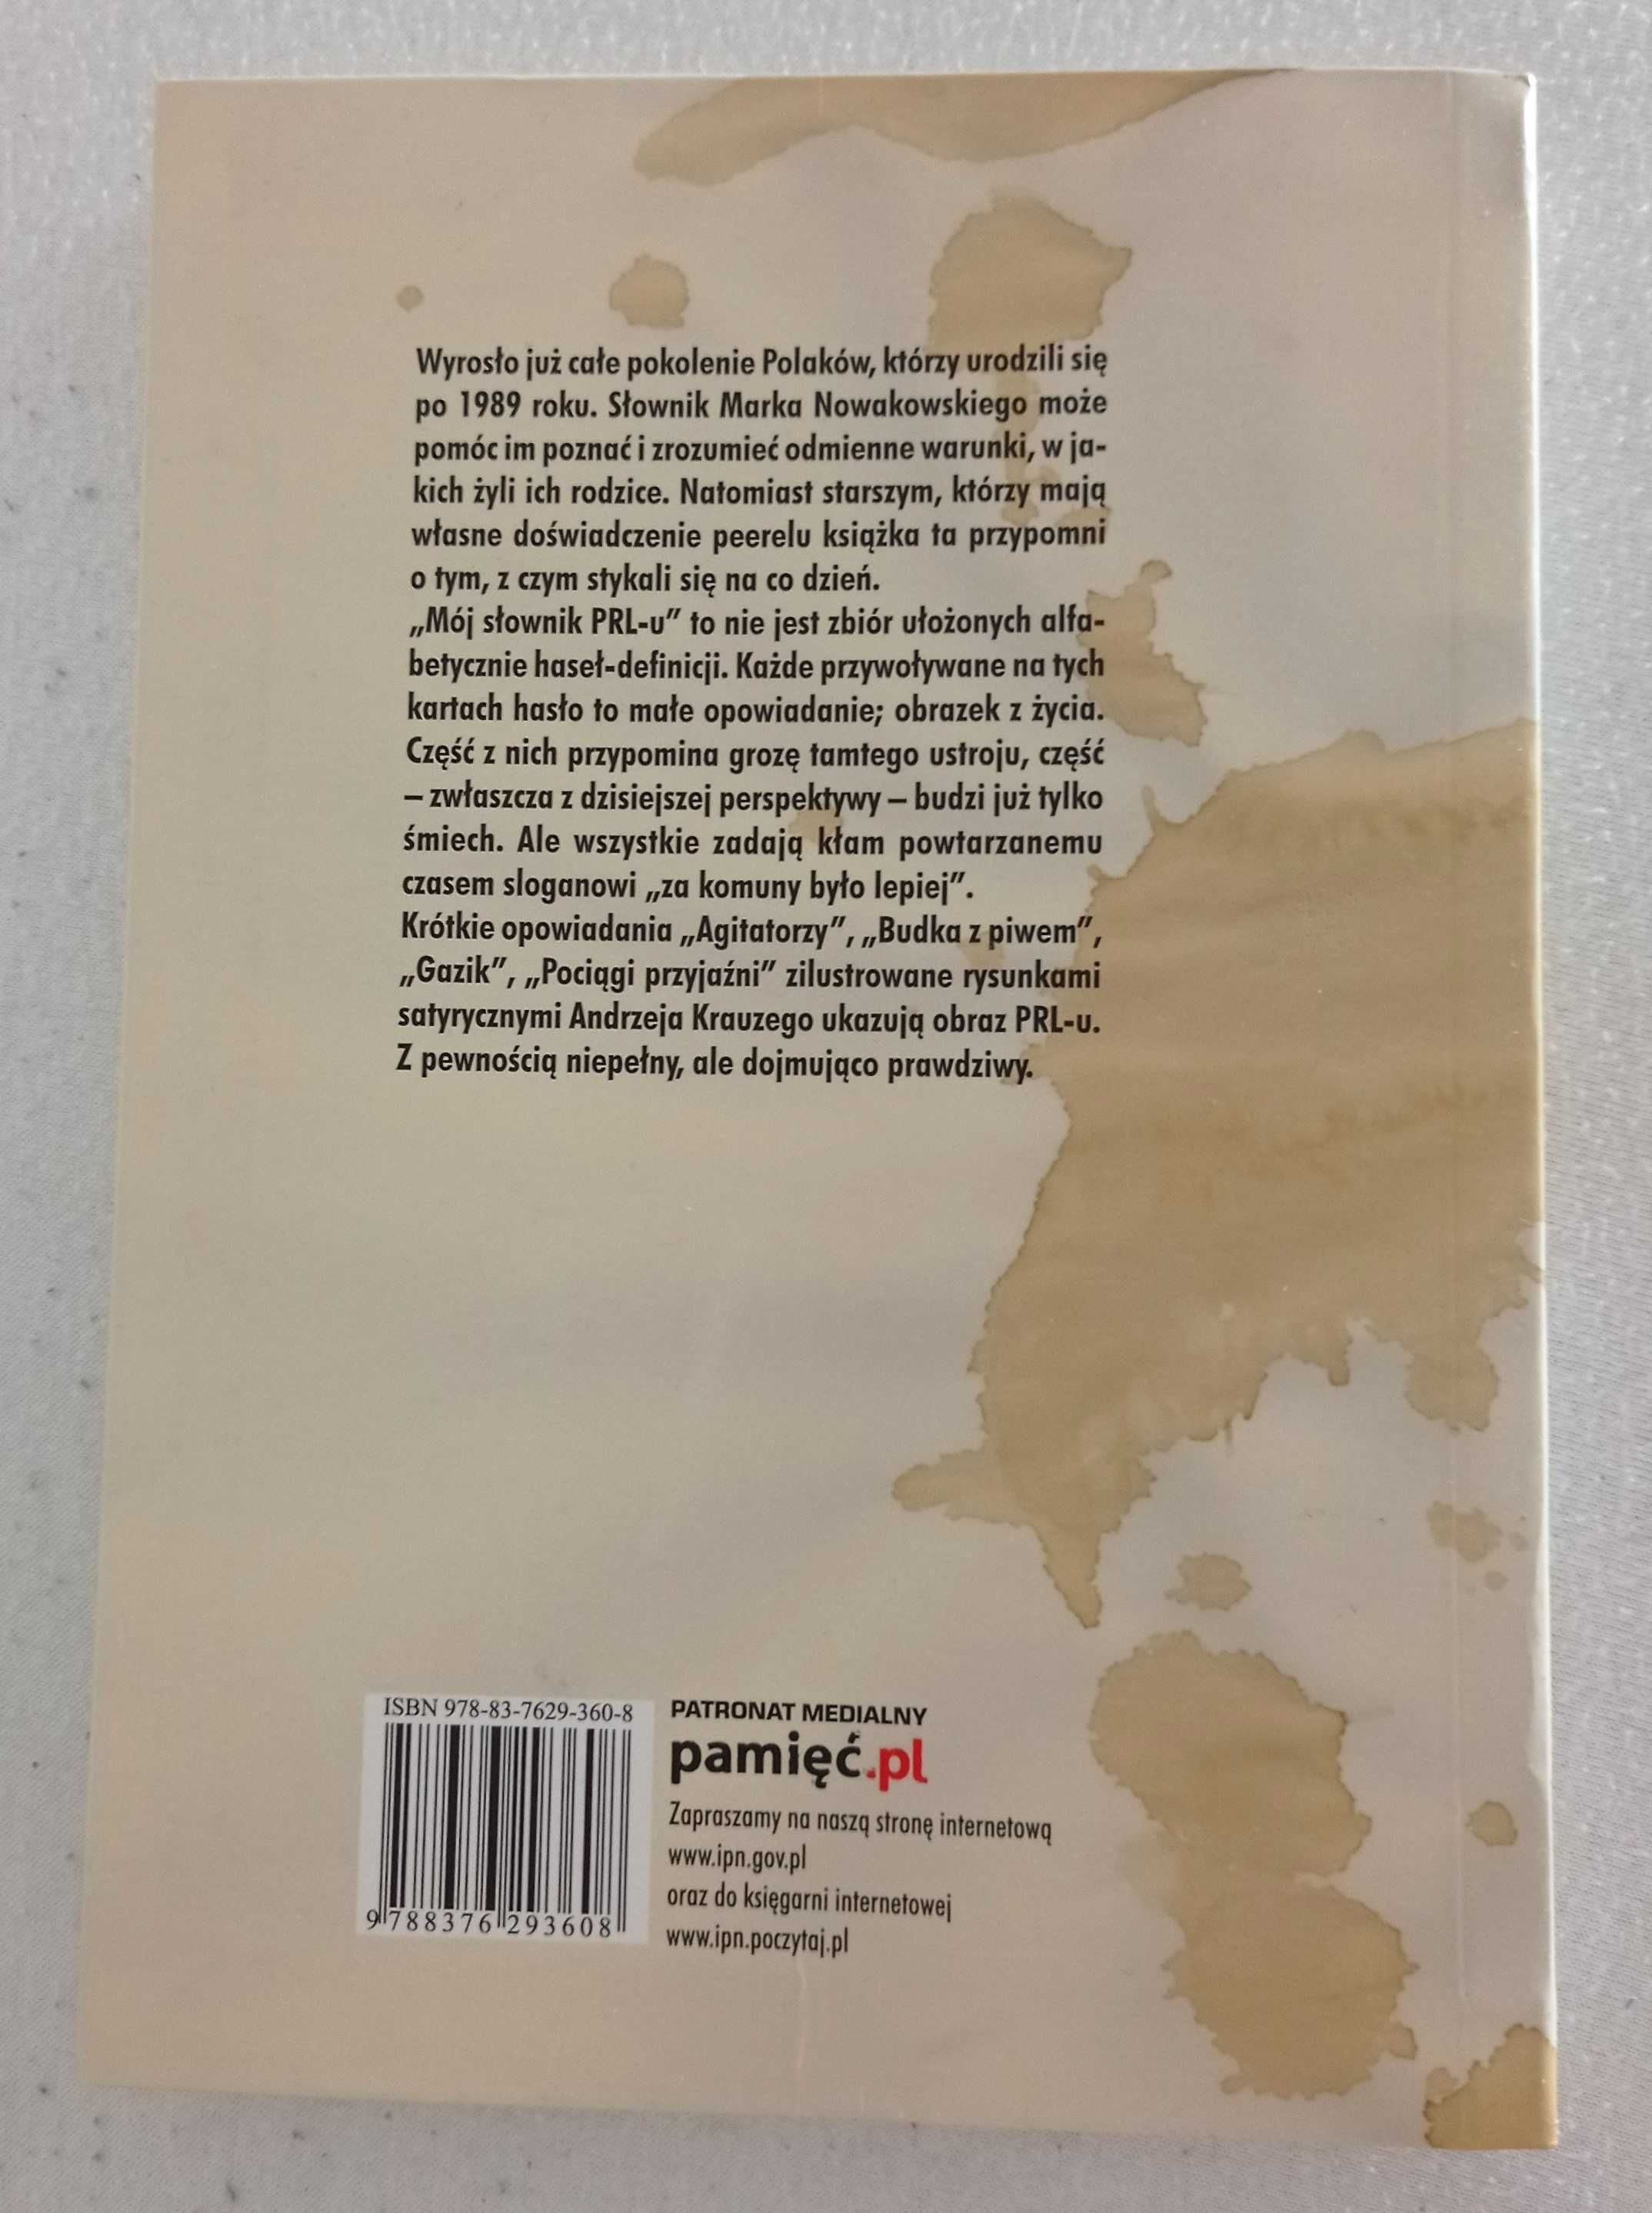 Wyrosło już całe pokolenie Polaków, którzy urodzili się
po 1989 roku. Słownik Marka Nowakowskiego może
pomóc im poznać i zrozumieć odmienne warunki, w ja-
kich żyli ich rodzice. Natomiast starszym, którzy mają
własne doświadczenie peerelu książka ta przypomni
o tym, z czym stykali się na co dzień.
„Mój słownik PRL-u” to nie jest zbiór ułożonych alfa-
betycznie haseł-definicji. Każde przywoływane na tych
kartach hasło to małe opowiadanie; obrazek z życia.
Część z nich przypomina grozę tamtego ustroju, część
– zwłaszcza z dzisiejszej perspektywy – budzi już tylko
śmiech. Ale wszystkie zadają kłam powtarzanemu
czasem sloganowi „za komuny było lepiej”.
Krótkie opowiadania „Agitatorzy”, „Budka z piwem”,
„Gazik”, „Pociągi przyjaźni” zilustrowane rysunkami
satyrycznymi Andrzeja Krauzego ukazują obraz PRL-u.
Z pewnością niepełny, ale dojmująco prawdziwy.
ISBN 978-83-7629-360-8
9 788376 293608
PATRONAT MEDIALNY
pamięć.pl
Zapraszamy na naszą stronę internetową
www.ipn.gov.pl
oraz do księgarni internetowej
www.ipn.poczytaj.pl